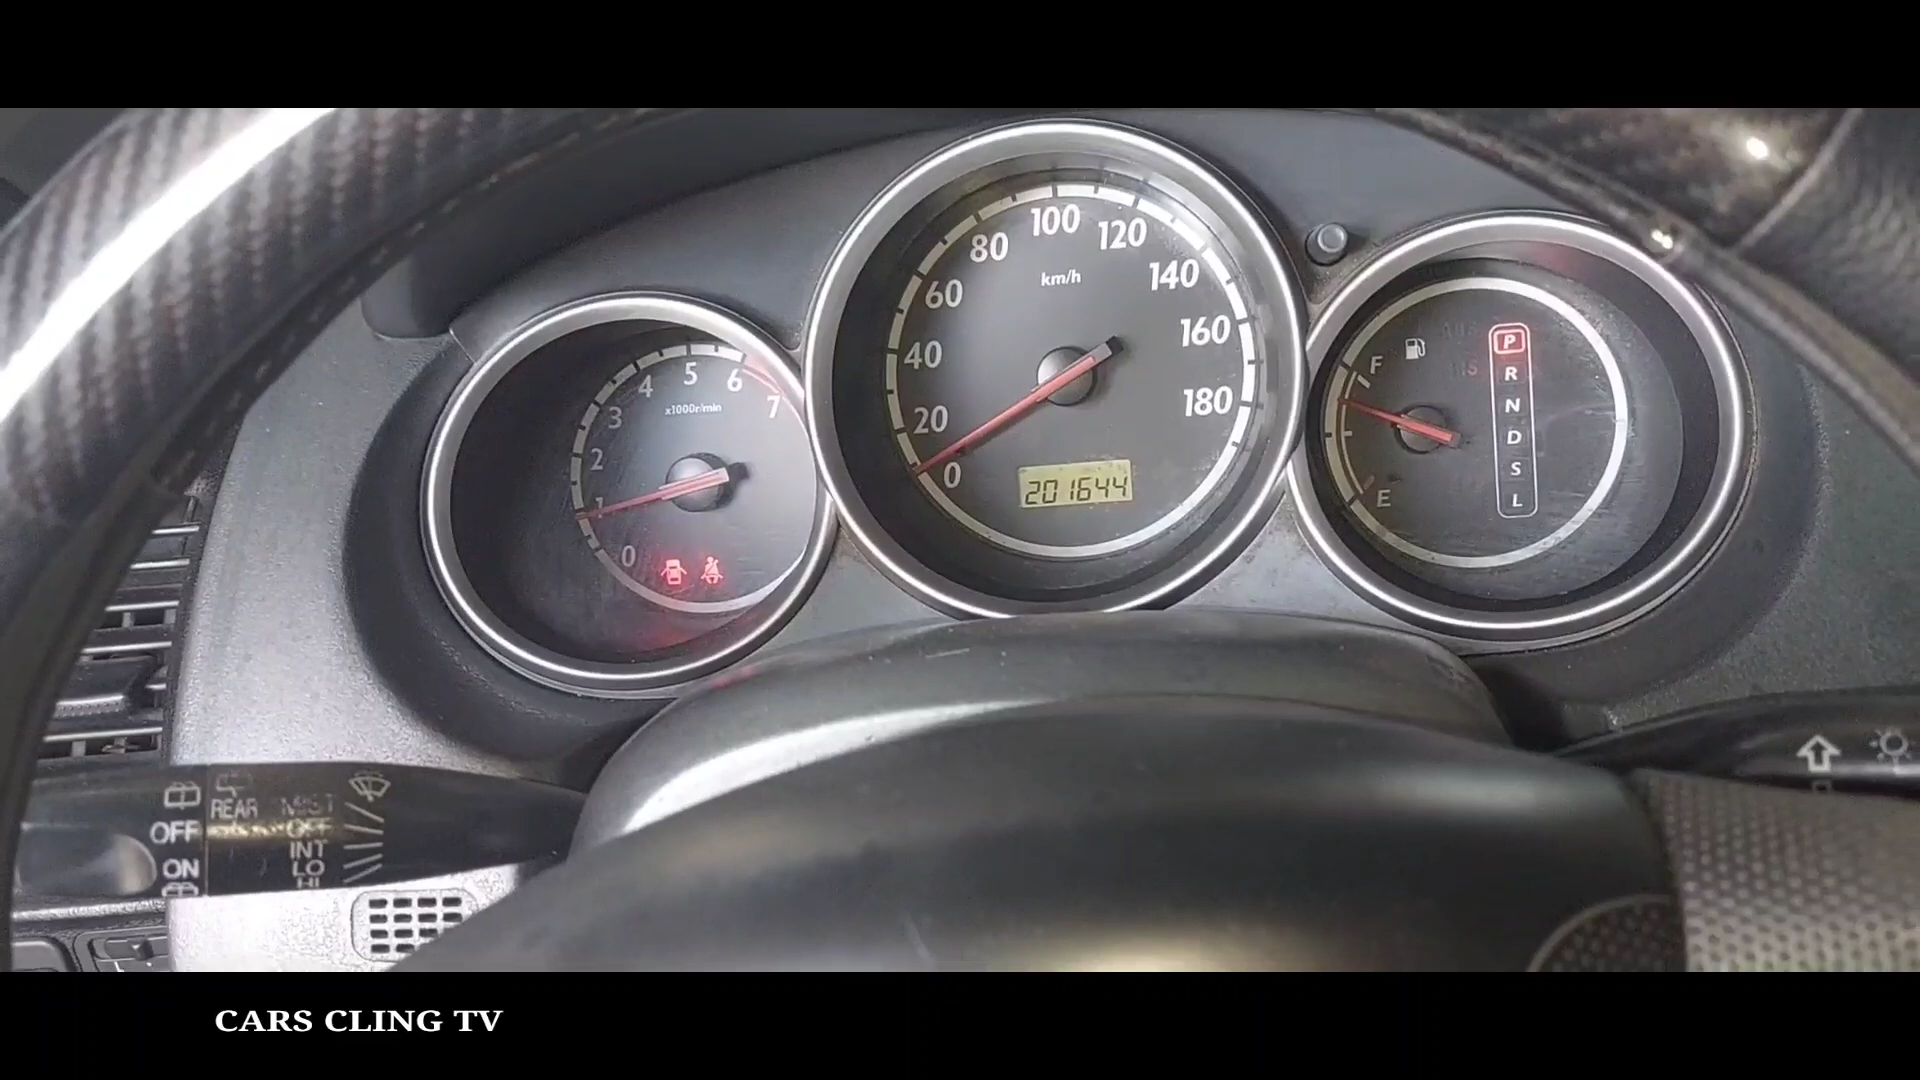 100
80
120
km/h
60
140
40
160
20
180
0
201644
5
4
6
3
7
x1000r/min
2
1
0
F
E
P
R
N
D
S
L
REAR
MIST
OFF
OFF
INT
ON
LO
HI
CARS CLING TV